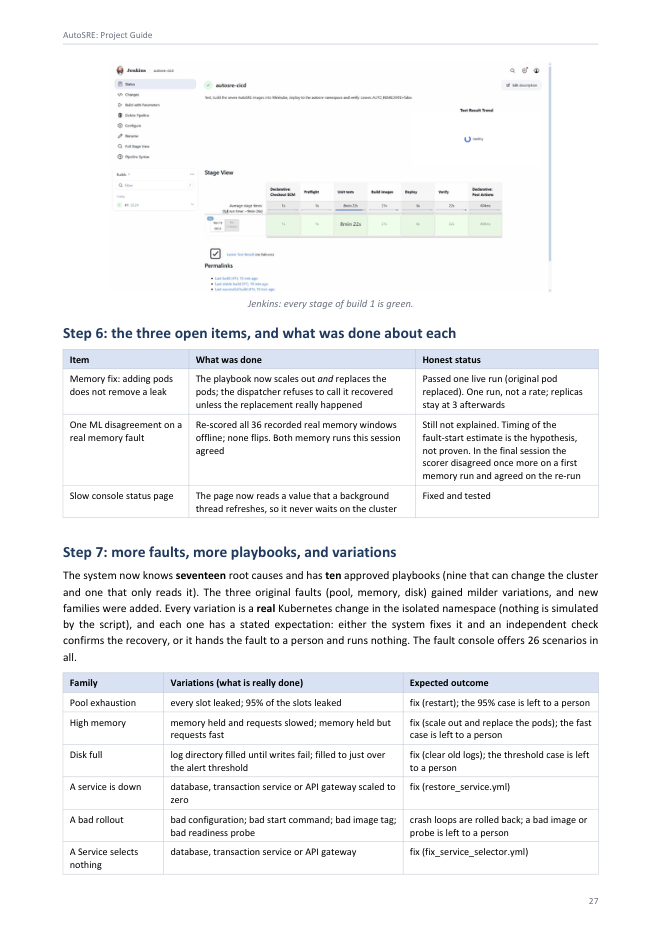 AutoSRE: Project Guide
Jenkins / autosre-cicd
Status
Changes
Build with Parameters
Delete Pipeline
Configure
Rename
Full Stage View
Pipeline Syntax
Builds
Filter
autosre-cicd
Edit description
Test Result Trend
Stage View
Declarative: Checkout SCM
Preflight
Unit tests
Build images
Deploy
Verify
Declarative: Post Actions
Average stage times:
8min 22s
8min 22s
Permalinks
Jenkins: every stage of build 1 is green.
Step 6: the three open items, and what was done about each
Item What was done Honest status
Memory fix: adding pods
does not remove a leak
The playbook now scales out and replaces the
pods; the dispatcher refuses to call it recovered
unless the replacement really happened
Passed one live run (original pod
replaced). One run, not a rate; replicas
stay at 3 afterwards
One ML disagreement on a
real memory fault
Re-scored all 36 recorded real memory windows
offline; none flips. Both memory runs this session
agreed
Still not explained. Timing of the
fault-start estimate is the hypothesis,
not proven. In the final session the
scorer disagreed once more on a first
memory run and agreed on the re-run
Slow console status page
The page now reads a value that a background
thread refreshes, so it never waits on the cluster
Fixed and tested
Step 7: more faults, more playbooks, and variations
The system now knows seventeen root causes and has ten approved playbooks (nine that can change the cluster
and one that only reads it). The three original faults (pool, memory, disk) gained milder variations, and new
families were added. Every variation is a real Kubernetes change in the isolated namespace (nothing is simulated
by the script), and each one has a stated expectation: either the system fixes it and an independent check
confirms the recovery, or it hands the fault to a person and runs nothing. The fault console offers 26 scenarios in
all.
Family Variations (what is really done) Expected outcome
Pool exhaustion
every slot leaked; 95% of the slots leaked
fix (restart); the 95% case is left to a person
High memory
memory held and requests slowed; memory held but
requests fast
fix (scale out and replace the pods); the fast
case is left to a person
Disk full
log directory filled until writes fail; filled to just over
the alert threshold
fix (clear old logs); the threshold case is left
to a person
A service is down
database, transaction service or API gateway scaled to
zero
fix (restore_service.yml)
A bad rollout
bad configuration; bad start command; bad image tag;
bad readiness probe
crash loops are rolled back; a bad image or
probe is left to a person
A Service selects
nothing
database, transaction service or API gateway
fix (fix_service_selector.yml)
27